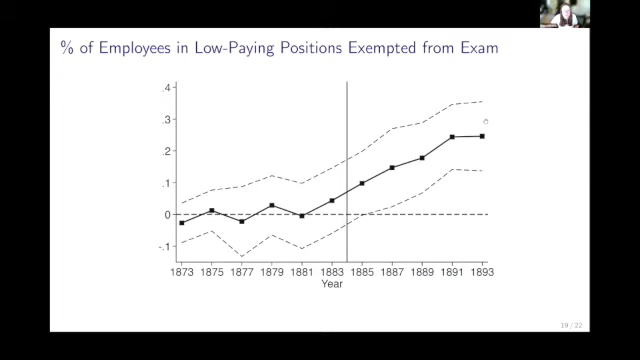 % of Employees in Low-Paying Positions Exempted from Exam
.4
.3
.2
.1
0
-.1
1873 1875 1877 1879 1881 1883 1885 1887 1889 1891 1893
Year
19 / 22